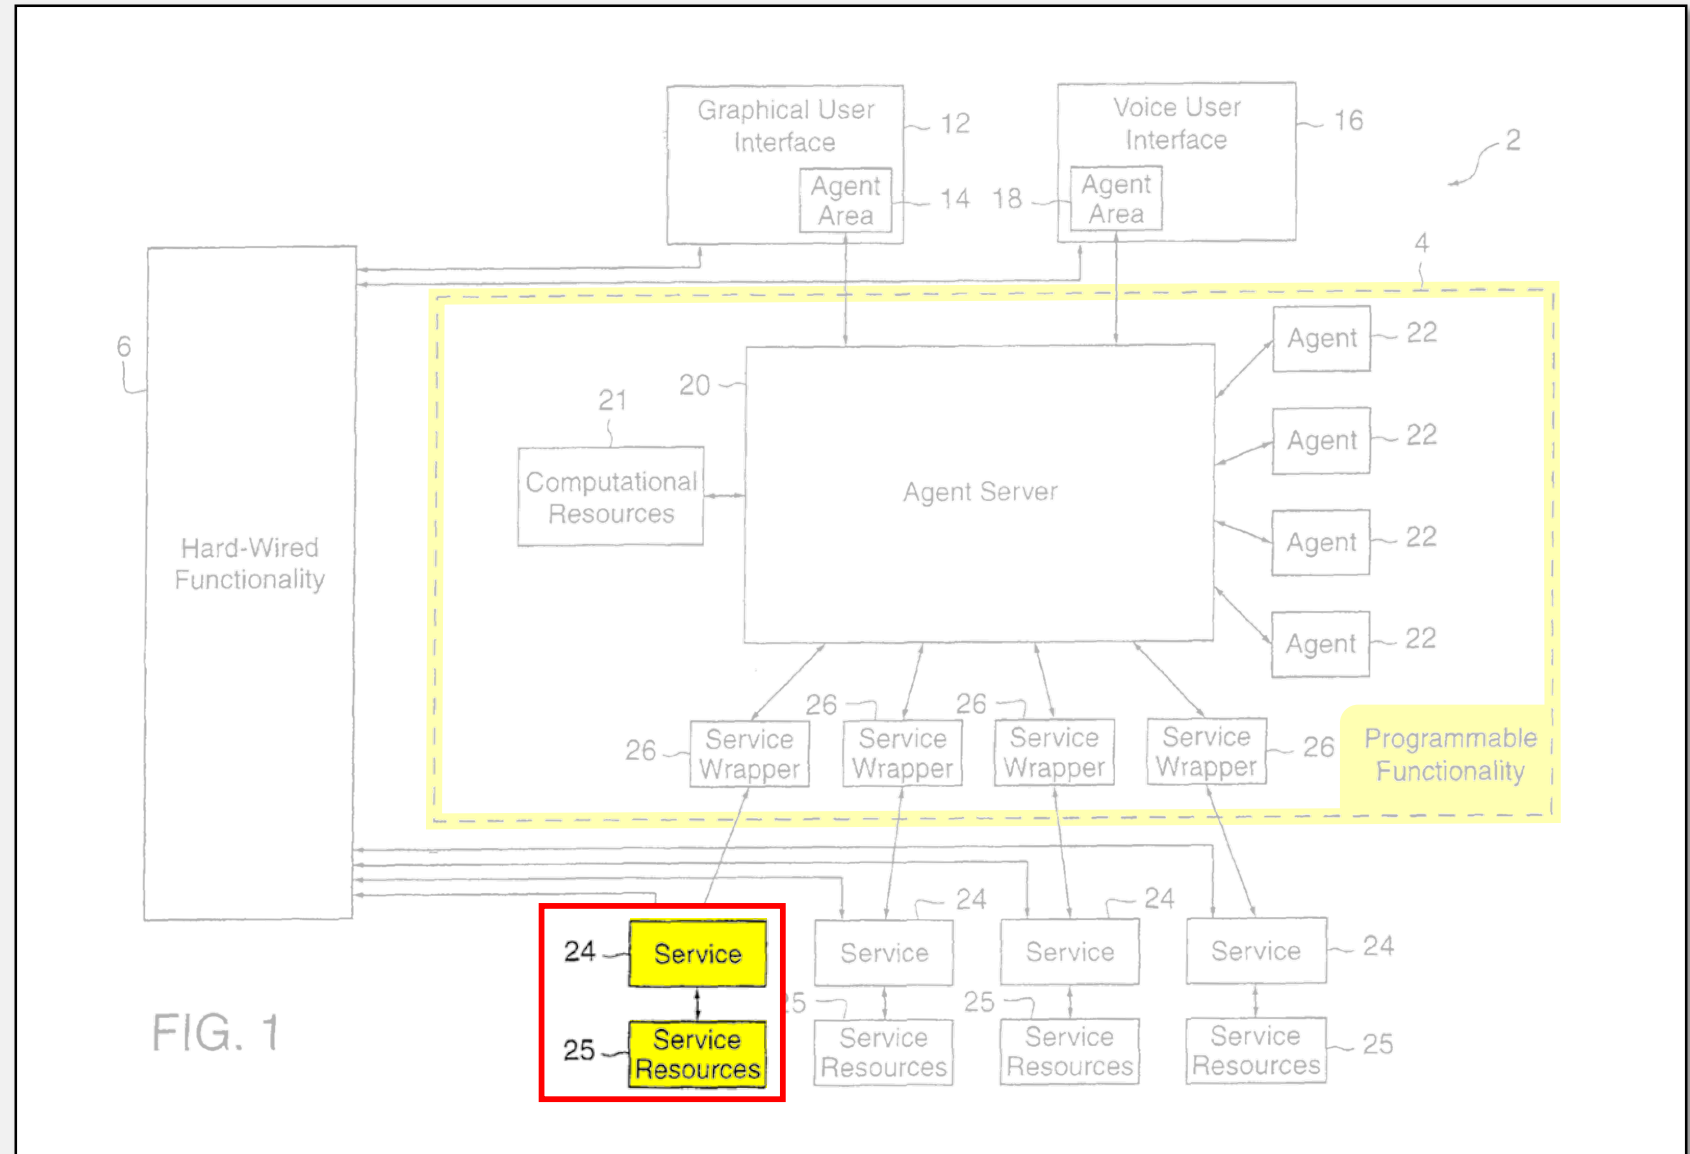 Graphical User
Interface
12
Agent
Area
14
Voice User
Interface
16
18
Agent
Area
2
4
6
Hard-Wired
Functionality
20
21
Computational
Resources
Agent Server
Agent
22
Agent
22
Agent
22
Agent
22
26
Service
Wrapper
26
Service
Wrapper
26
Service
Wrapper
Service
Wrapper
26
Programmable
Functionality
24
Service
24
Service
24
Service
Service
24
25
Service
Resources
25
Service
Resources
25
Service
Resources
Service
Resources
25
FIG. 1